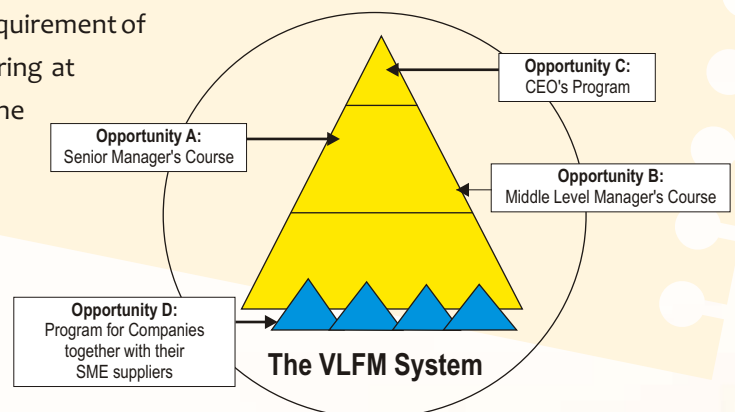 quirement of
ring at
ne
Opportunity C:
CEO's Program
Opportunity A:
Senior Manager's Course
Opportunity B:
Middle Level Manager's Course
Opportunity D:
Program for Companies
together with their
SME suppliers
The VLFM System